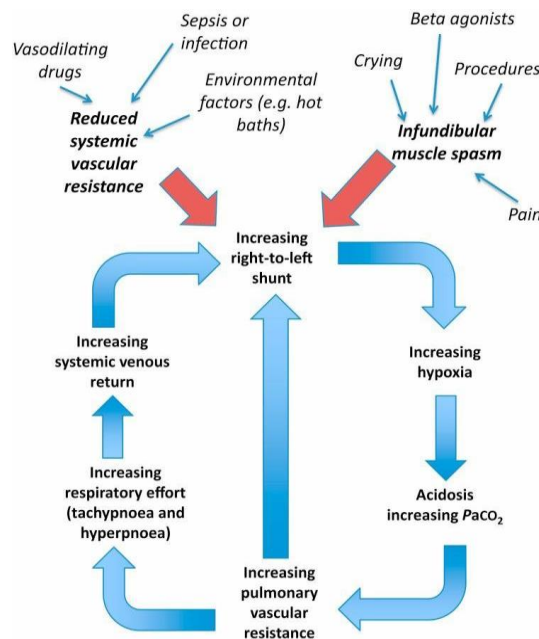 Vasodilating
drugs
Sepsis or
infection
Environmental
factors (e.g. hot
baths)
Reduced
systemic
vascular
resistance
Beta agonists
Crying
Procedures
Infundibular
muscle spasm
Pain
Increasing
right-to-left
shunt
Increasing
hypoxia
Acidosis
increasing PaCO₂
Increasing
pulmonary
vascular
resistance
Increasing
respiratory effort
(tachypnoea and
hyperpnoea)
Increasing
systemic venous
return